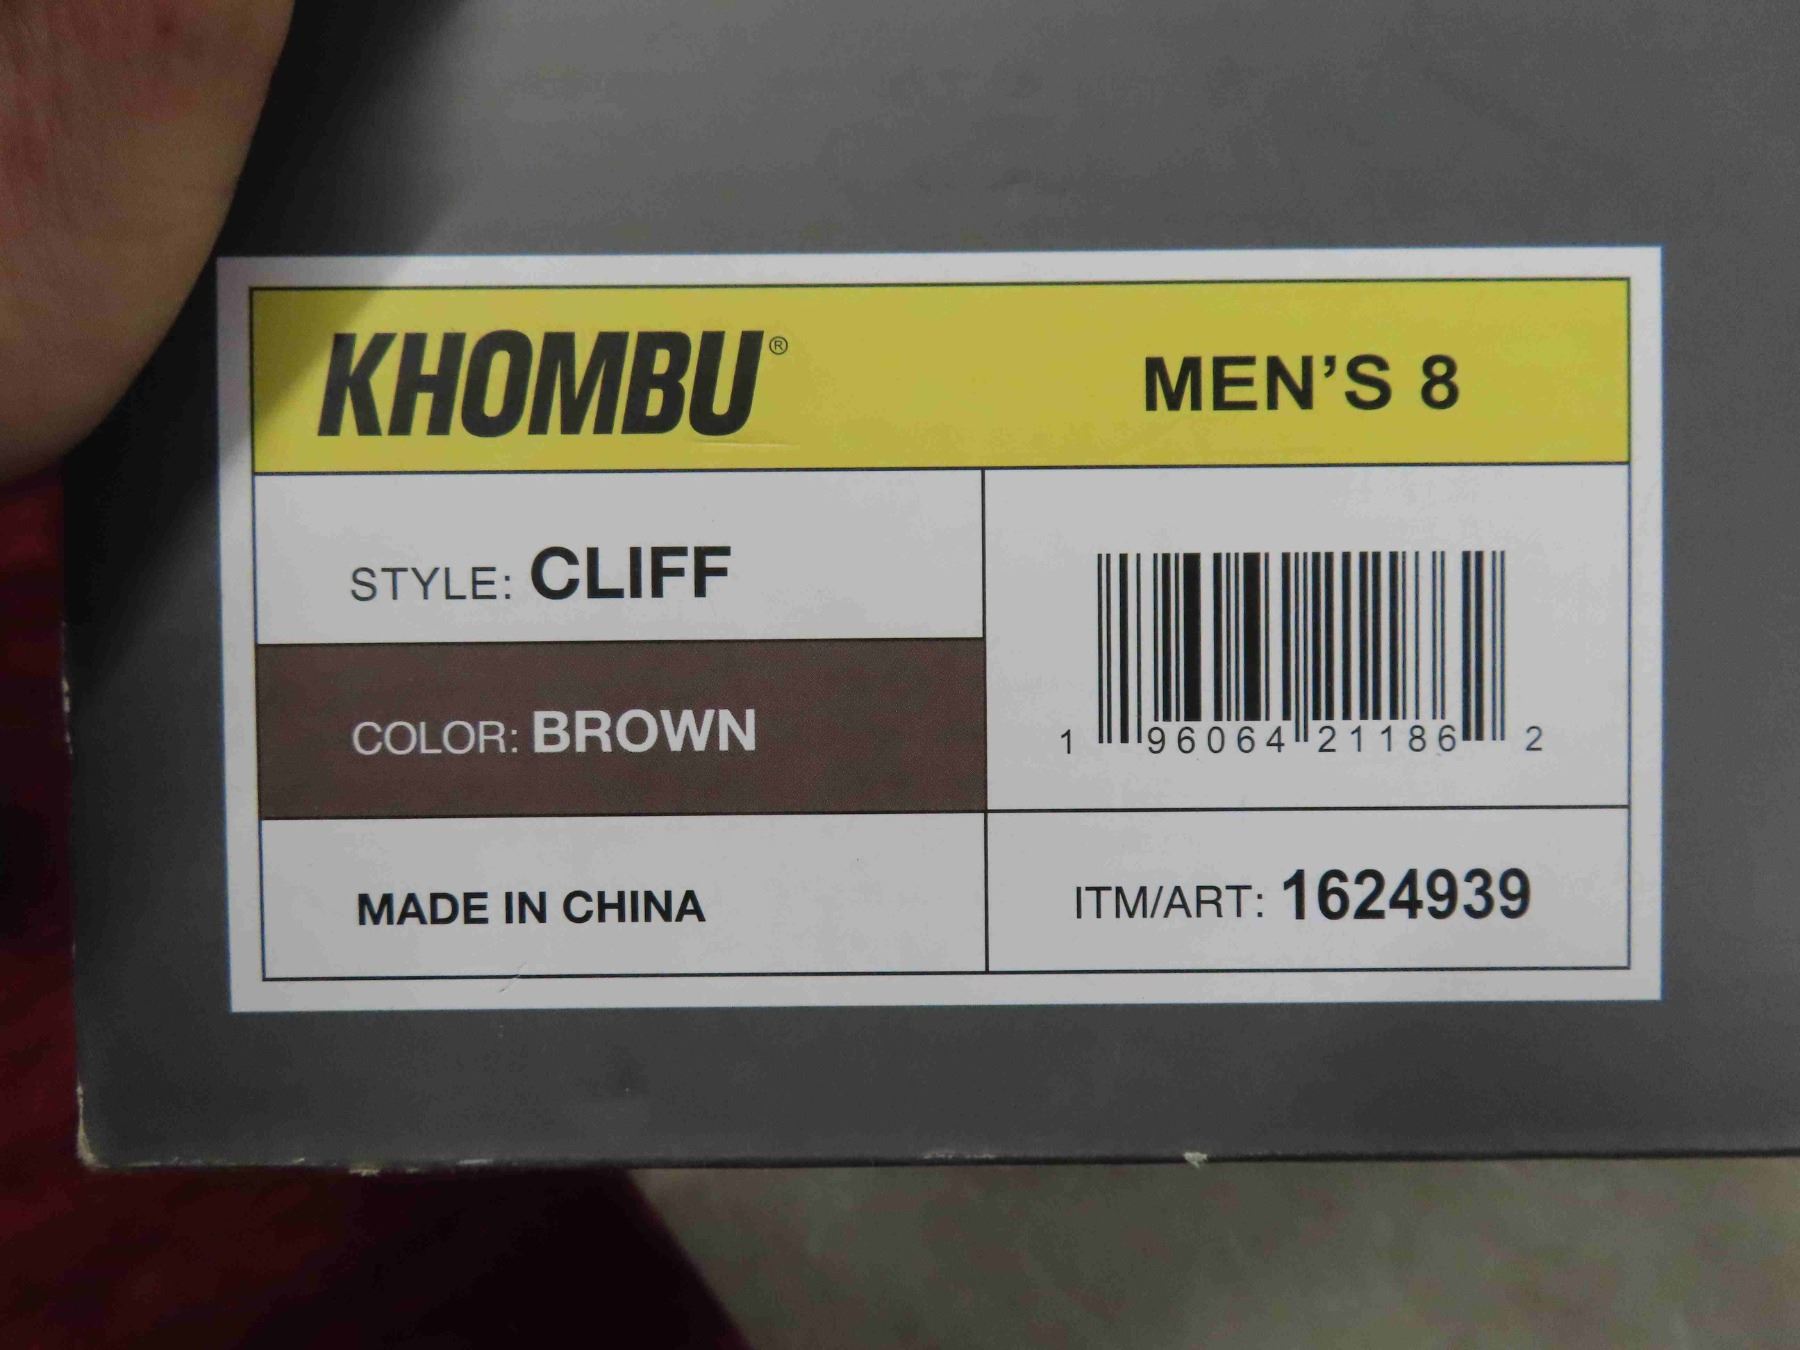 KHOMBU®
MEN'S 8
STYLE: CLIFF
COLOR: BROWN
1 96064 21186 2
MADE IN CHINA
ITM/ART: 1624939